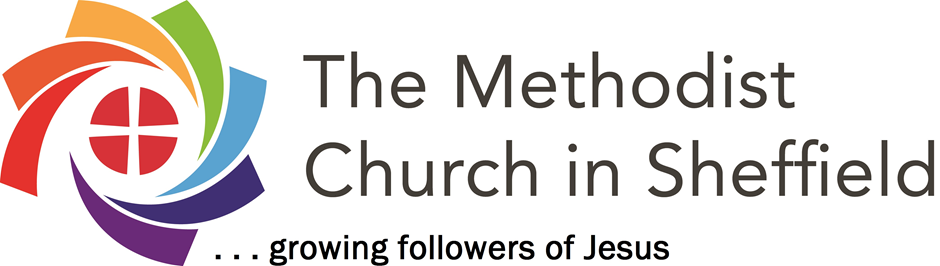 The Methodist
Church in Sheffield
. . . growing followers of Jesus